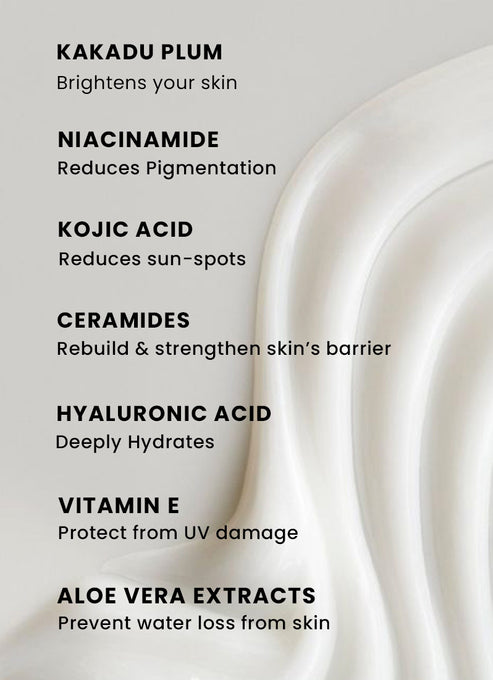 KAKADU PLUM
Brightens your skin
NIACINAMIDE
Reduces Pigmentation
KOJIC ACID
Reduces sun-spots
CERAMIDES
Rebuild & strengthen skin’s barrier
HYALURONIC ACID
Deeply Hydrates
VITAMIN E
Protect from UV damage
ALOE VERA EXTRACTS
Prevent water loss from skin